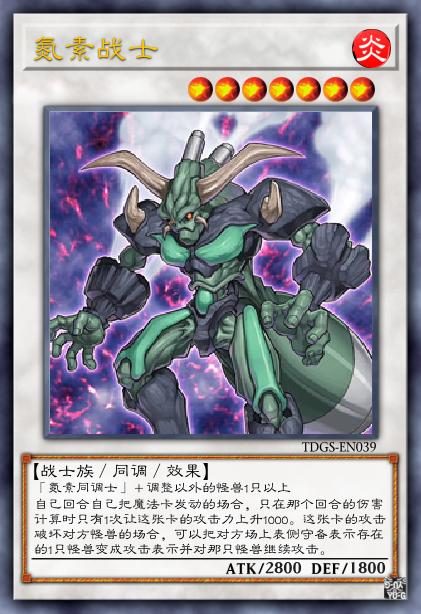 氮素战士
炎
TDGS-EN039
【战士族/同调/效果】
「氮素同调士」+调整以外的怪兽1只以上
自己回合自己把魔法卡发动的场合，只在那个回合的伤害
计算时只有1次让这张卡的攻击力上升1000。这张卡的攻击
破坏对方怪兽的场合，可以把对方场上表侧守备表示存在
的1只怪兽变成攻击表示并对那只怪兽继续攻击。
ATK/2800 DEF/1800